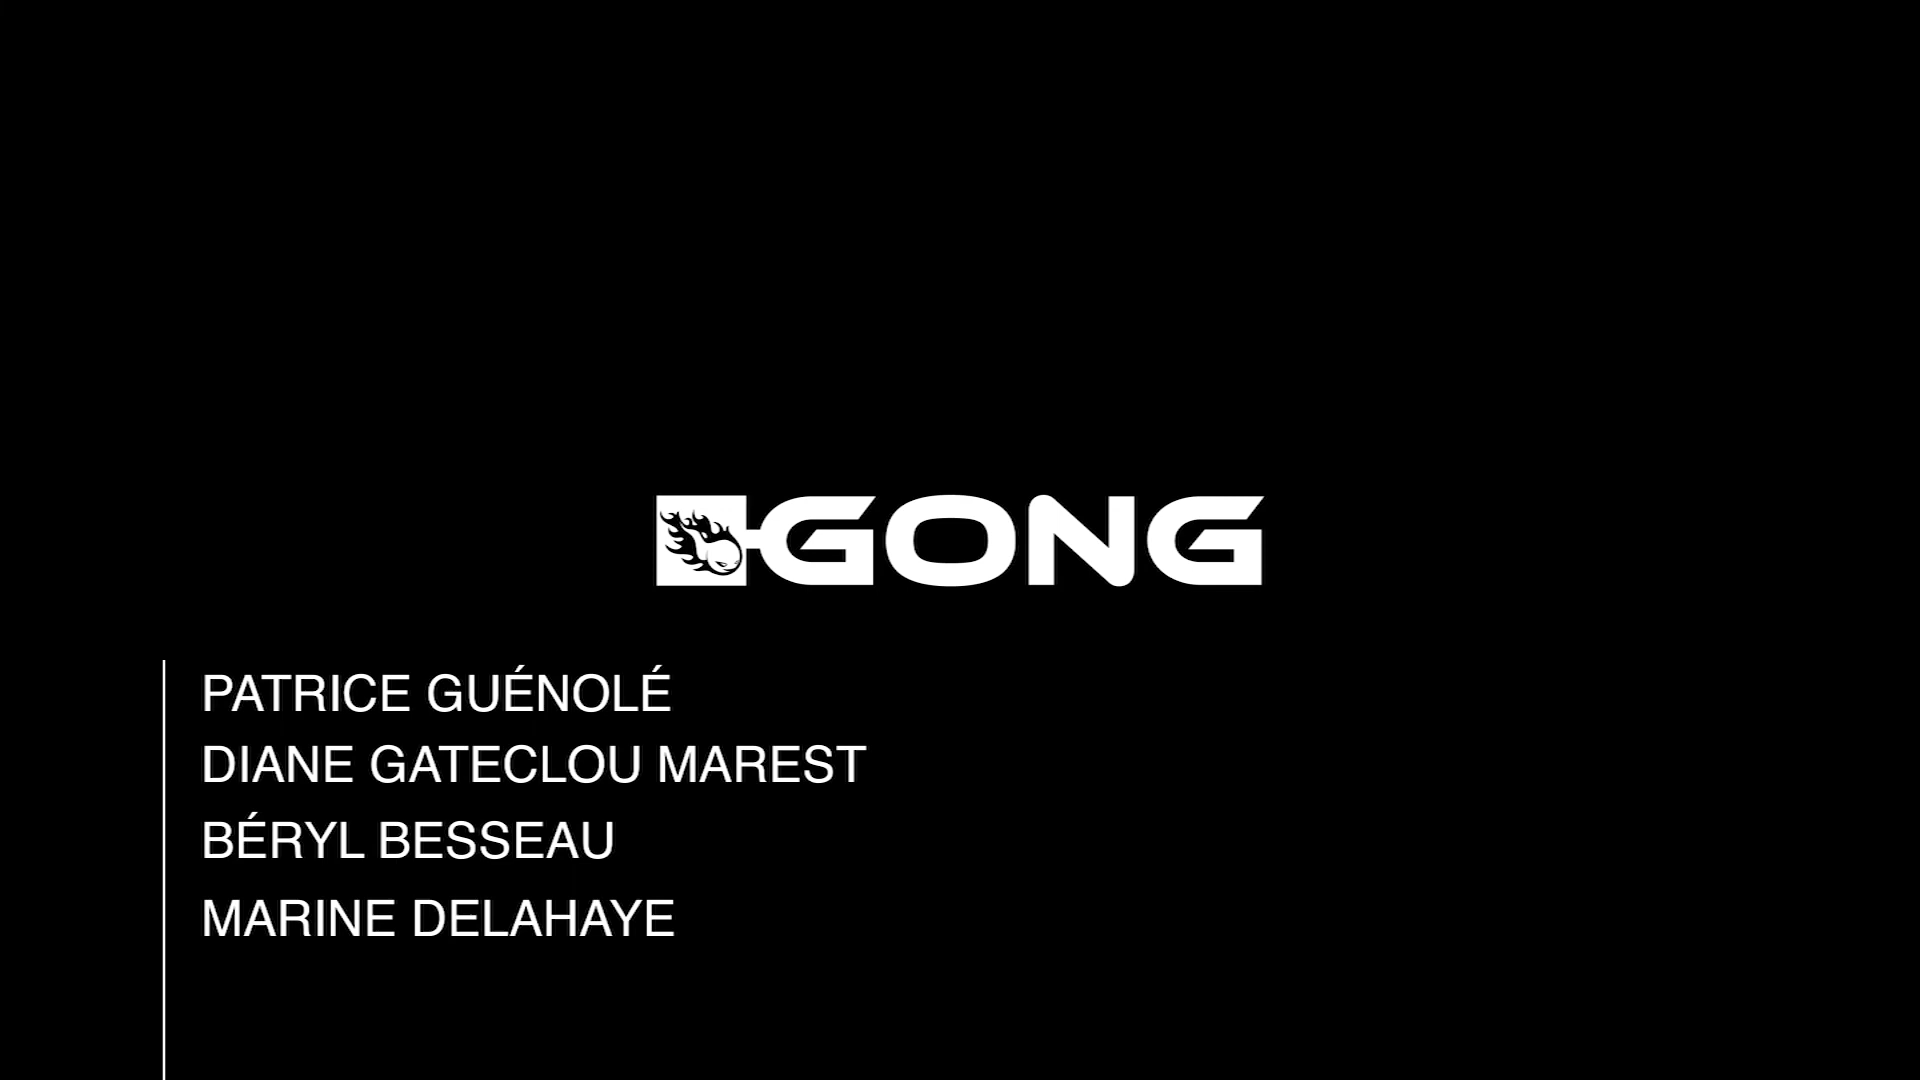 GONG
PATRICE GUÉNOLÉ
DIANE GATECLOU MAREST
BÉRYL BESSEAU
MARINE DELAHAYE